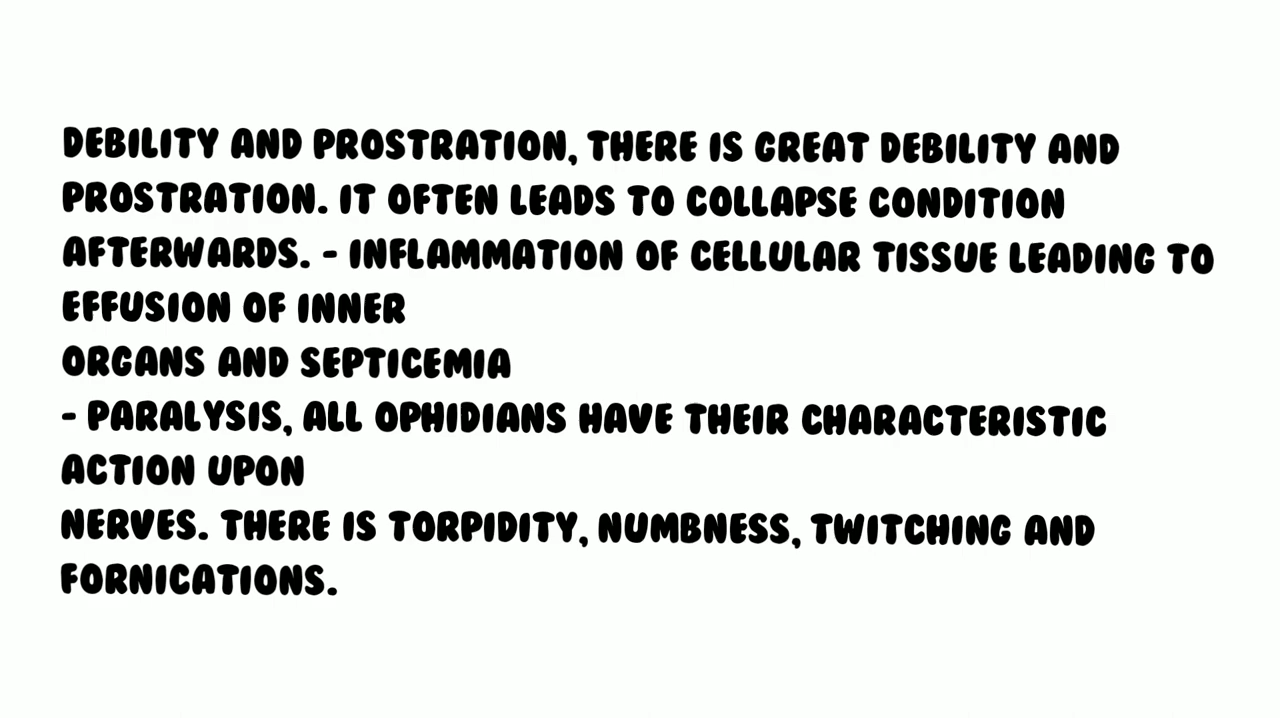 DEBILITY AND PROSTRATION, THERE IS GREAT DEBILITY AND
PROSTRATION. IT OFTEN LEADS TO COLLAPSE CONDITION
AFTERWARDS. - INFLAMMATION OF CELLULAR TISSUE LEADING TO
EFFUSION OF INNER
ORGANS AND SEPTICEMIA
- PARALYSIS, ALL OPHIDIANS HAVE THEIR CHARACTERISTIC
ACTION UPON
NERVES. THERE IS TORPIDITY, NUMBNESS, TWITCHING AND
FORNICATIONS.